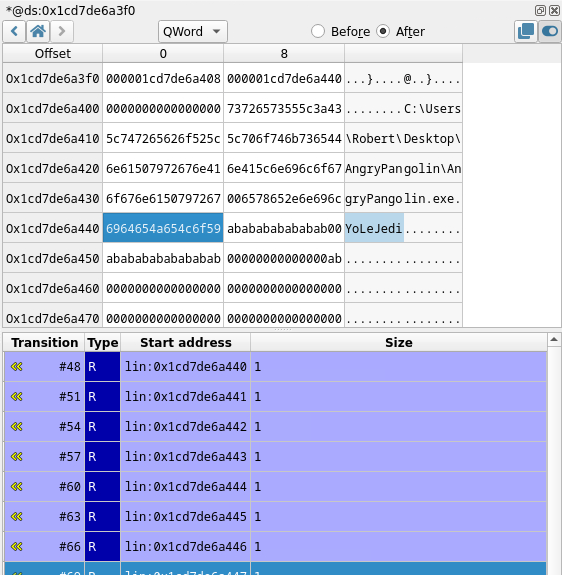 *@ds:0x1cd7de6a3f0
QWord Before After
Offset 0 8
0x1cd7de6a3f0 000001cd7de6a408 000001cd7de6a440 ...}....@..}....
0x1cd7de6a400 0000000000000000 73726573555c3a43 ........C:\Users
0x1cd7de6a410 5c747265626f525c 5c706f746b736544 \Robert\Desktop\
0x1cd7de6a420 6e61507972676e41 6e415c6e696c6f67 AngryPangolin\An
0x1cd7de6a430 6f676e6150797267 006578652e6e696c gryPangolin.exe.
0x1cd7de6a440 6964654a654c6f59 abababababababab00 YoLeJedi........
0x1cd7de6a450 abababababababab 00000000000000ab ................
0x1cd7de6a460 0000000000000000 0000000000000000 ................
0x1cd7de6a470 0000000000000000 0000000000000000 ................
Transition Type Start address Size
#48 R lin:0x1cd7de6a440 1
#51 R lin:0x1cd7de6a441 1
#54 R lin:0x1cd7de6a442 1
#57 R lin:0x1cd7de6a443 1
#60 R lin:0x1cd7de6a444 1
#63 R lin:0x1cd7de6a445 1
#66 R lin:0x1cd7de6a446 1